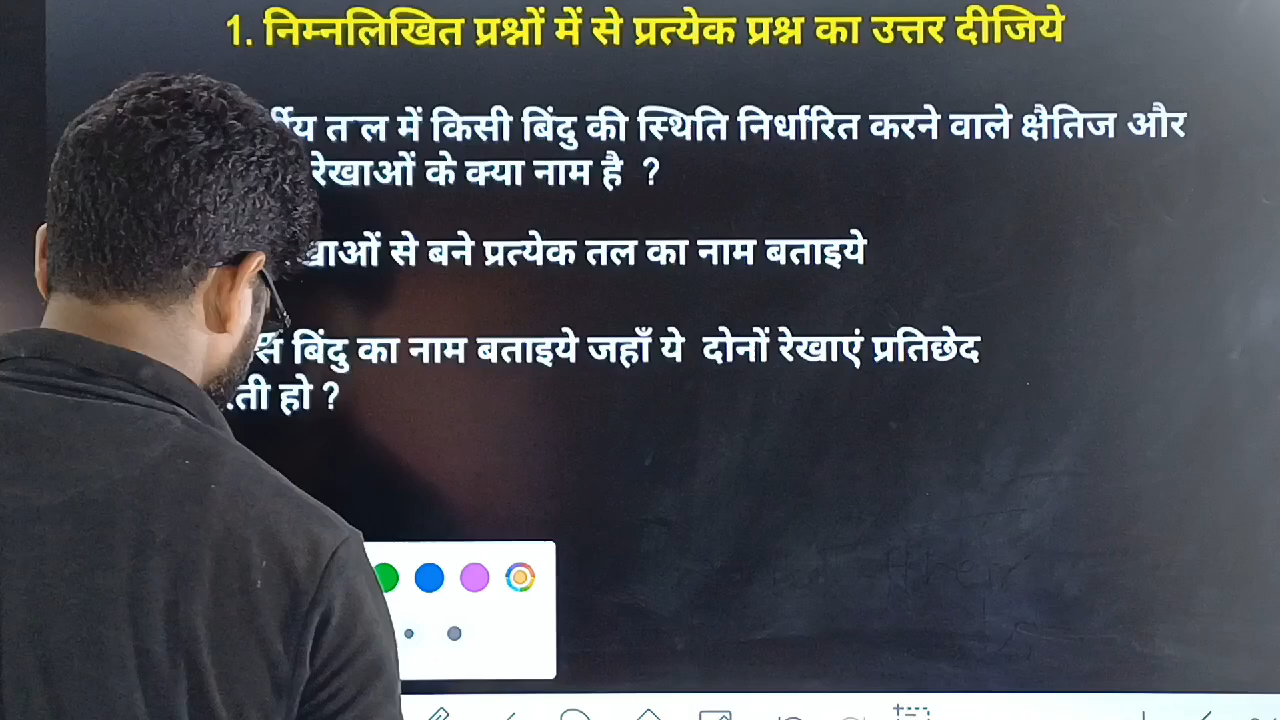 1. निम्नलिखित प्रश्नों में से प्रत्येक प्रश्न का उत्तर दीजिये
तल में किसी बिंदु की स्थिति निर्धारित करने वाले क्षैतिज और
रेखाओं के क्या नाम है ?
से बने प्रत्येक तल का नाम बताइये
बिंदु का नाम बताइये जहाँ ये दोनों रेखाएं प्रतिछेद
हो ?